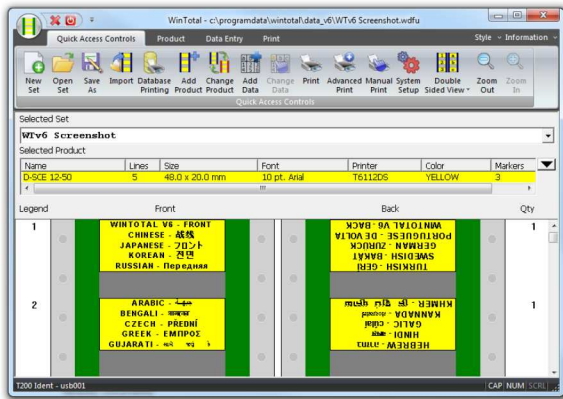 WinTotal - c:\programdata\wintotal\data_v6\WTv6 Screenshot.wdfu
Quick Access Controls Product Data Entry Print Style Information
New Set Open Set Save As Import Database Printing Add Product Change Product Add Data Change Data Print Advanced Print Manual Print System Setup Double Sided View Zoom Out Zoom In
Quick Access Controls
Selected Set
WTv6 Screenshot
Selected Product
Name Lines Size Font Printer Color Markers
D-SCE 12-50 5 48.0 x 20.0 mm 10 pt. Arial T6112DS YELLOW 3
Legend Front Back Qty
1 1
WINTOTAL V6 - FRONT
CHINESE - 战线
JAPANESE - フロント
KOREAN - 전면
RUSSIAN - Передняя
WINTOTAL V6 - BACK
PORTUGUESE - DE VOLTA
GERMAN - ZURÜCK
SWEDISH - BAKÅT
TURKISH - GERI
2 1
ARABIC -
BENGALI -
CZECH - PŘEDNÍ
GREEK - ΕΜΠΡΟΣ
GUJARATI -
KHMER -
KANNADA -
GALIC -
HINDI -
HEBREW -
T200 Ident - usb001 CAP NUM SCRL